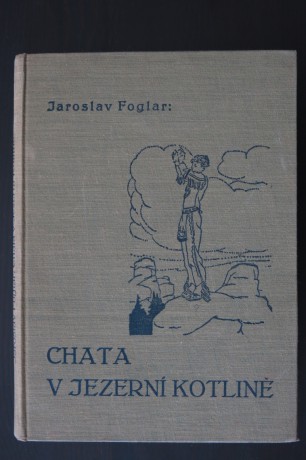 Jaroslav Foglar:
CHATA
V JEZERNÍ KOTLINĚ